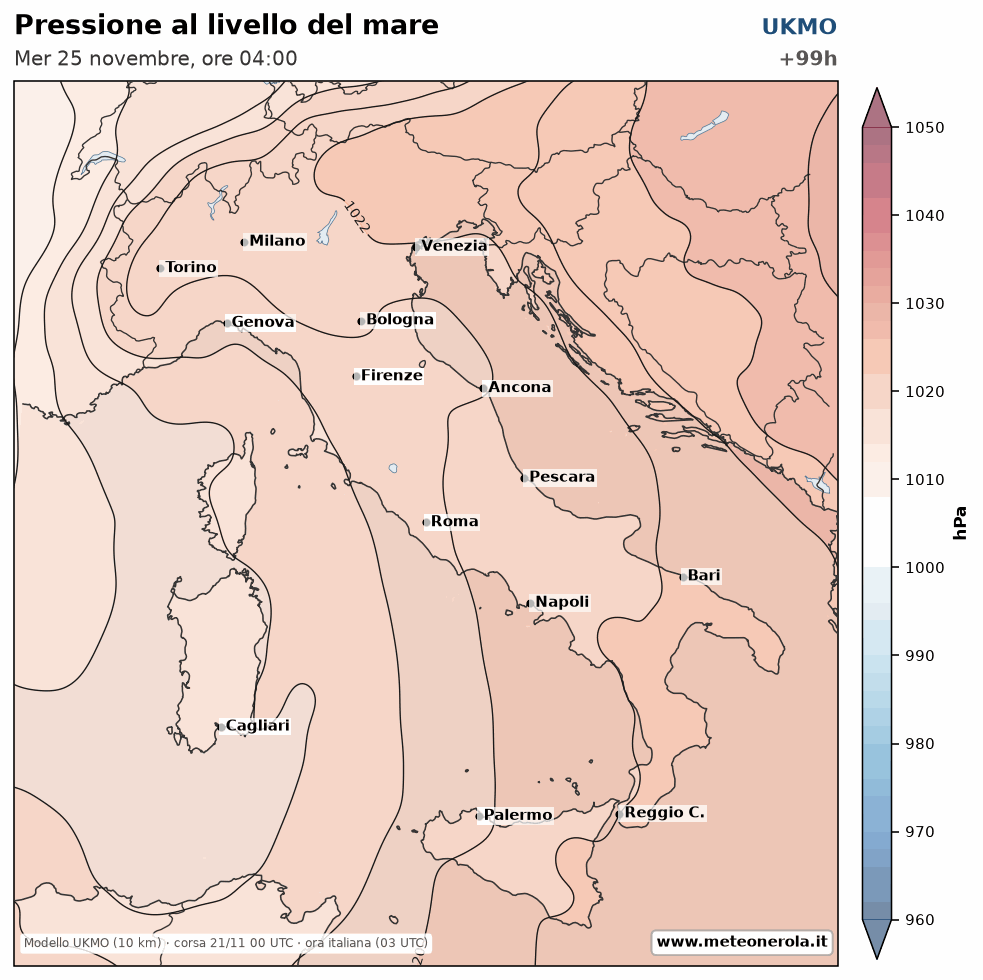 Pressione al livello del mare
UKMO
Mer 25 novembre, ore 04:00
+99h
1050
1040
1030
1020
1010
1000
990
980
970
960
hPa
1022
Milano
Venezia
Torino
Genova
Bologna
Firenze
Ancona
Pescara
Roma
Bari
Napoli
Cagliari
Palermo
Reggio C.
Modello UKMO (10 km) · corsa 21/11 00 UTC · ora italiana (03 UTC)
www.meteonerola.it